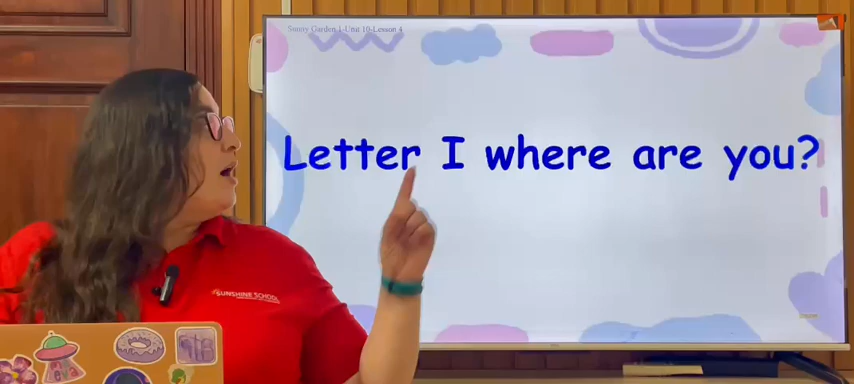 Sunny Garden 1-Unit 10-Lesson 4
Letter I where are you?
SUNSHINE SCHOOL